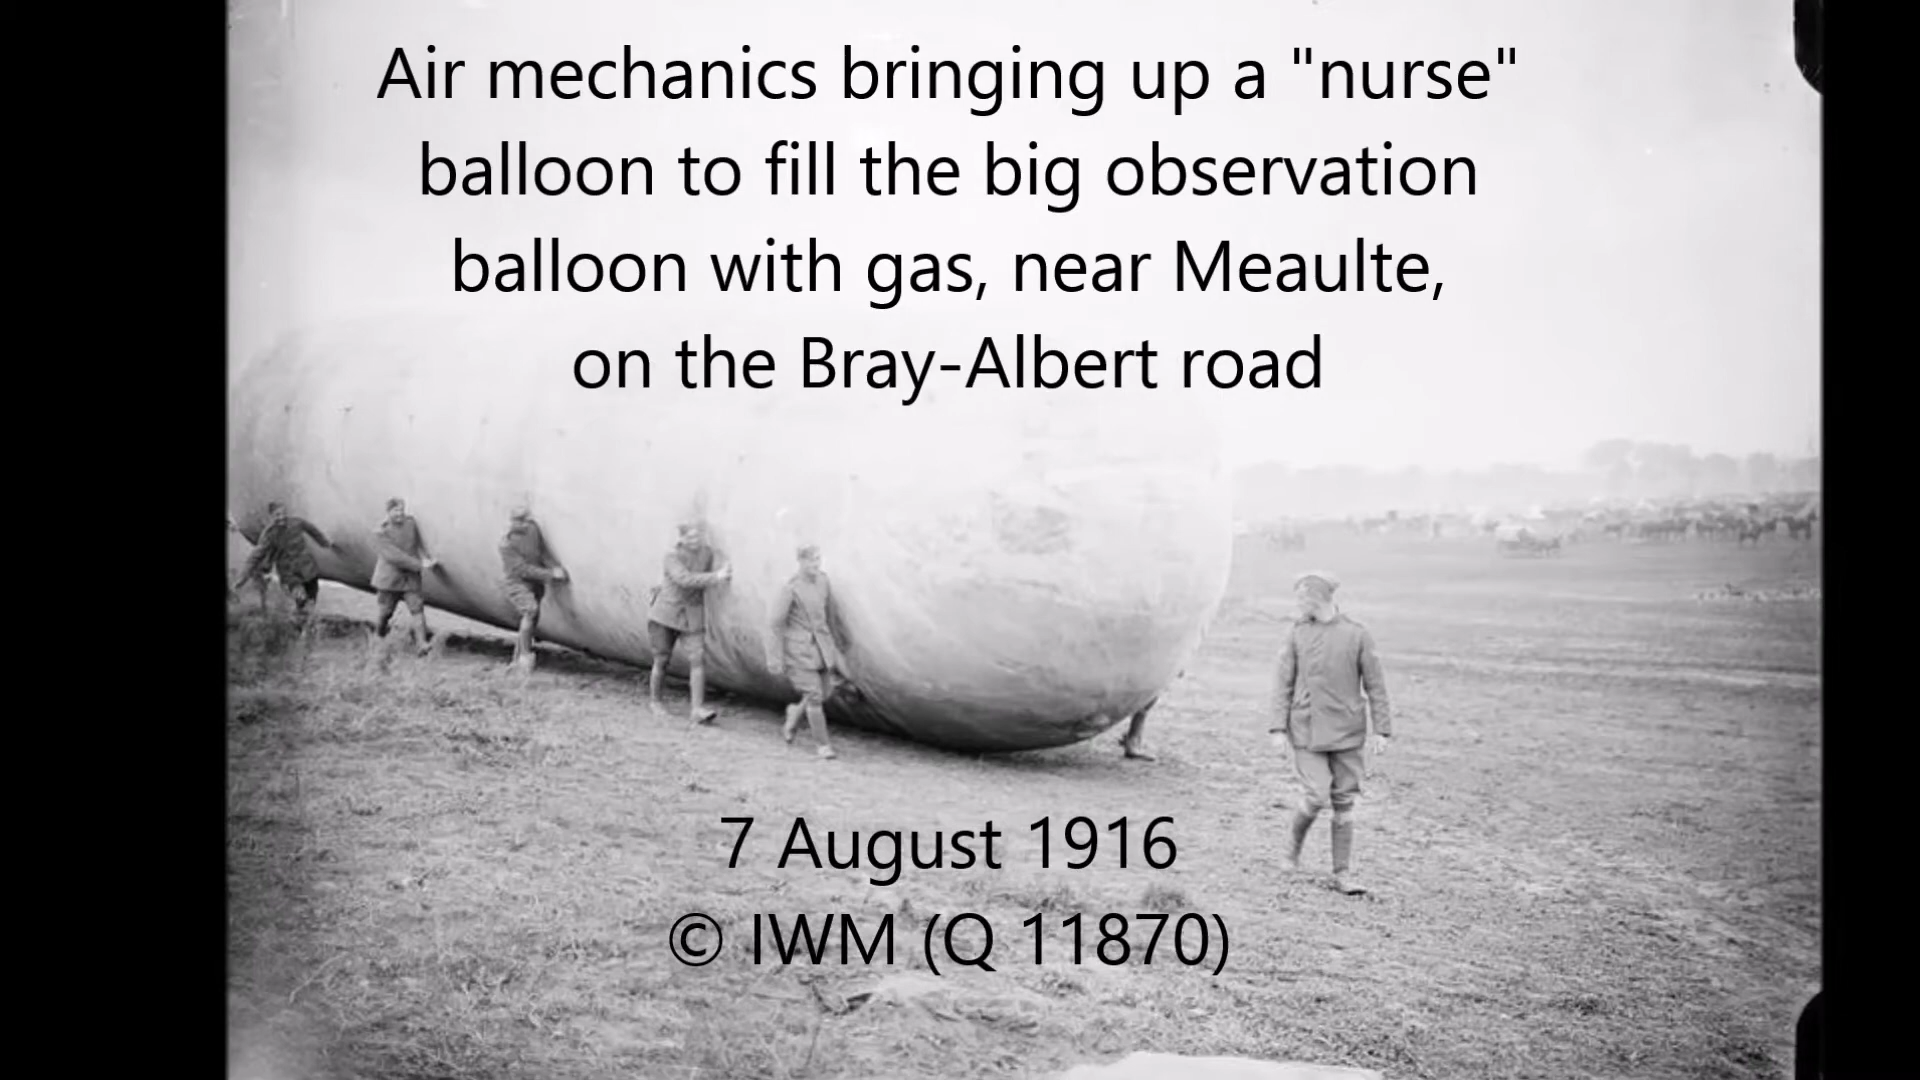 Air mechanics bringing up a "nurse"
balloon to fill the big observation
balloon with gas, near Meaulte,
on the Bray-Albert road
7 August 1916
© IWM (Q 11870)